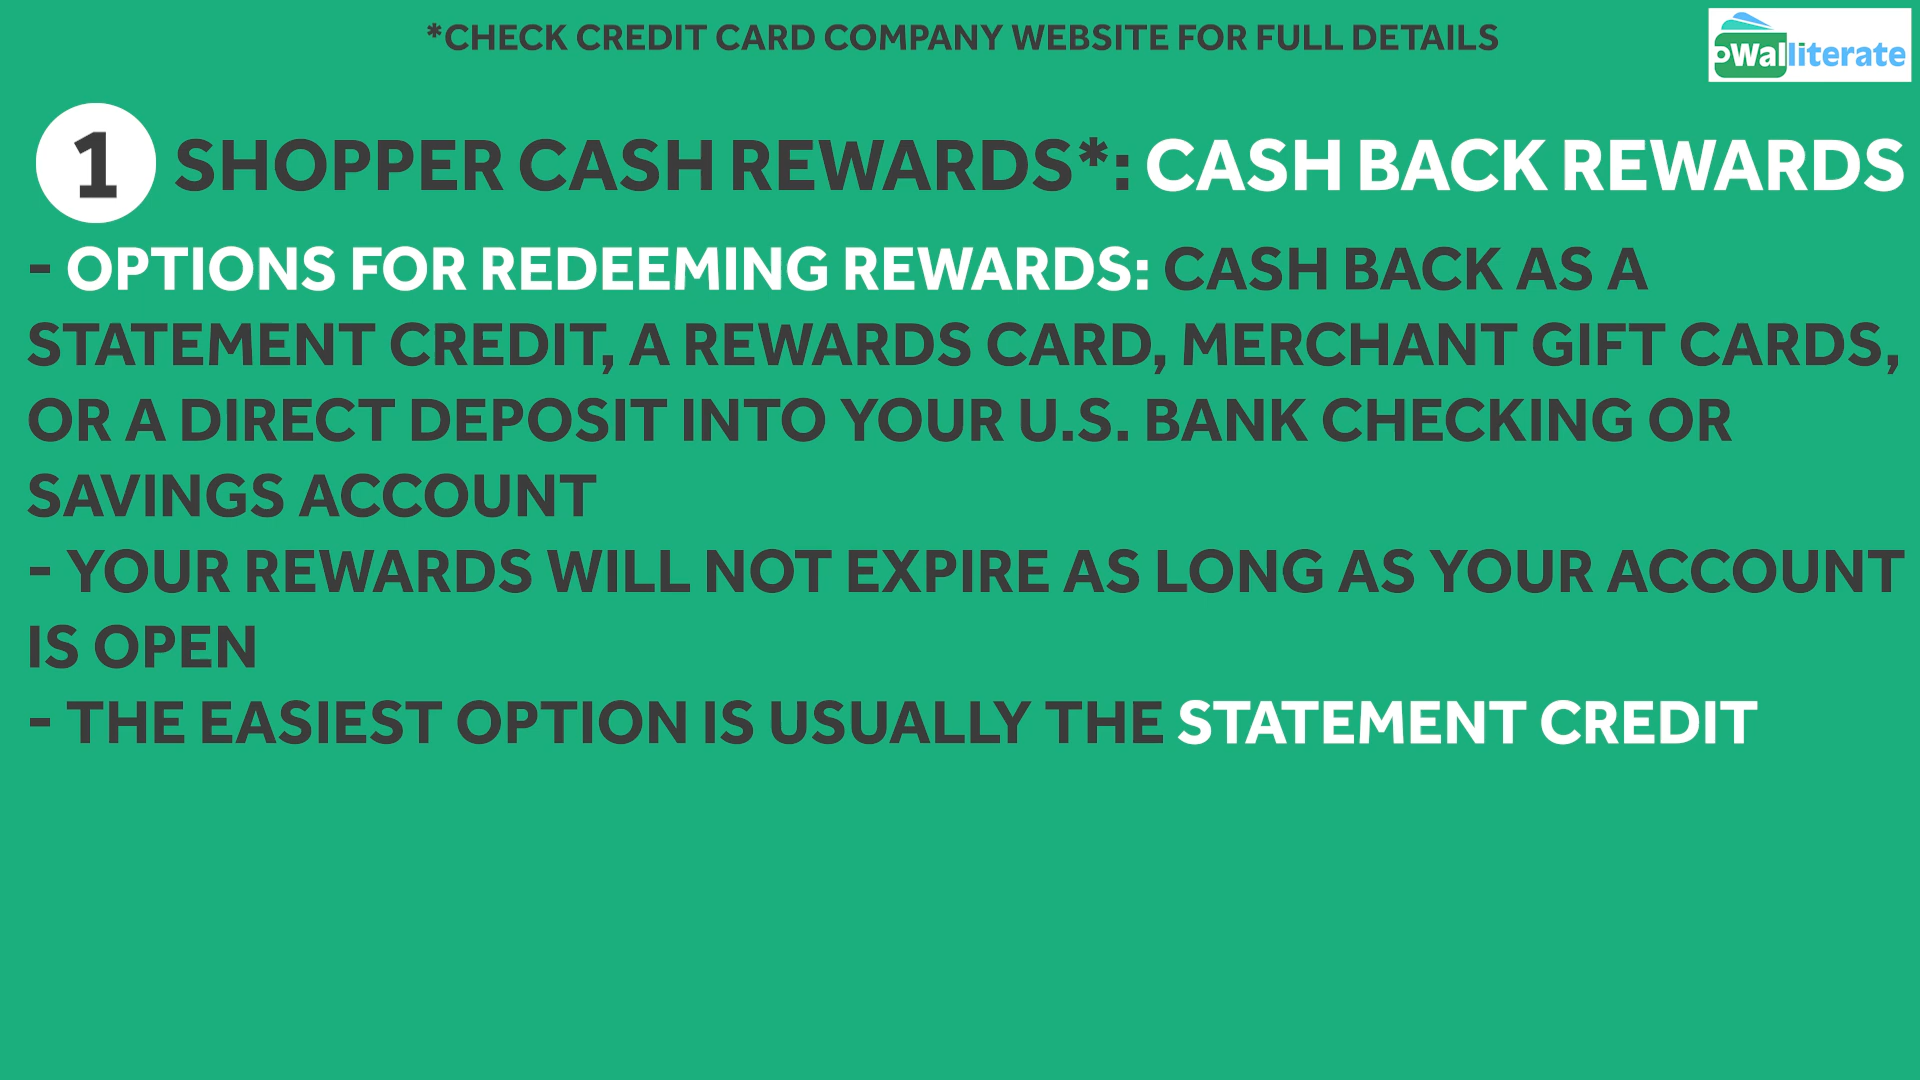 *CHECK CREDIT CARD COMPANY WEBSITE FOR FULL DETAILS
Walliterate
1 SHOPPER CASH REWARDS*: CASH BACK REWARDS
- OPTIONS FOR REDEEMING REWARDS: CASH BACK AS A
STATEMENT CREDIT, A REWARDS CARD, MERCHANT GIFT CARDS,
OR A DIRECT DEPOSIT INTO YOUR U.S. BANK CHECKING OR
SAVINGS ACCOUNT
- YOUR REWARDS WILL NOT EXPIRE AS LONG AS YOUR ACCOUNT
IS OPEN
- THE EASIEST OPTION IS USUALLY THE STATEMENT CREDIT